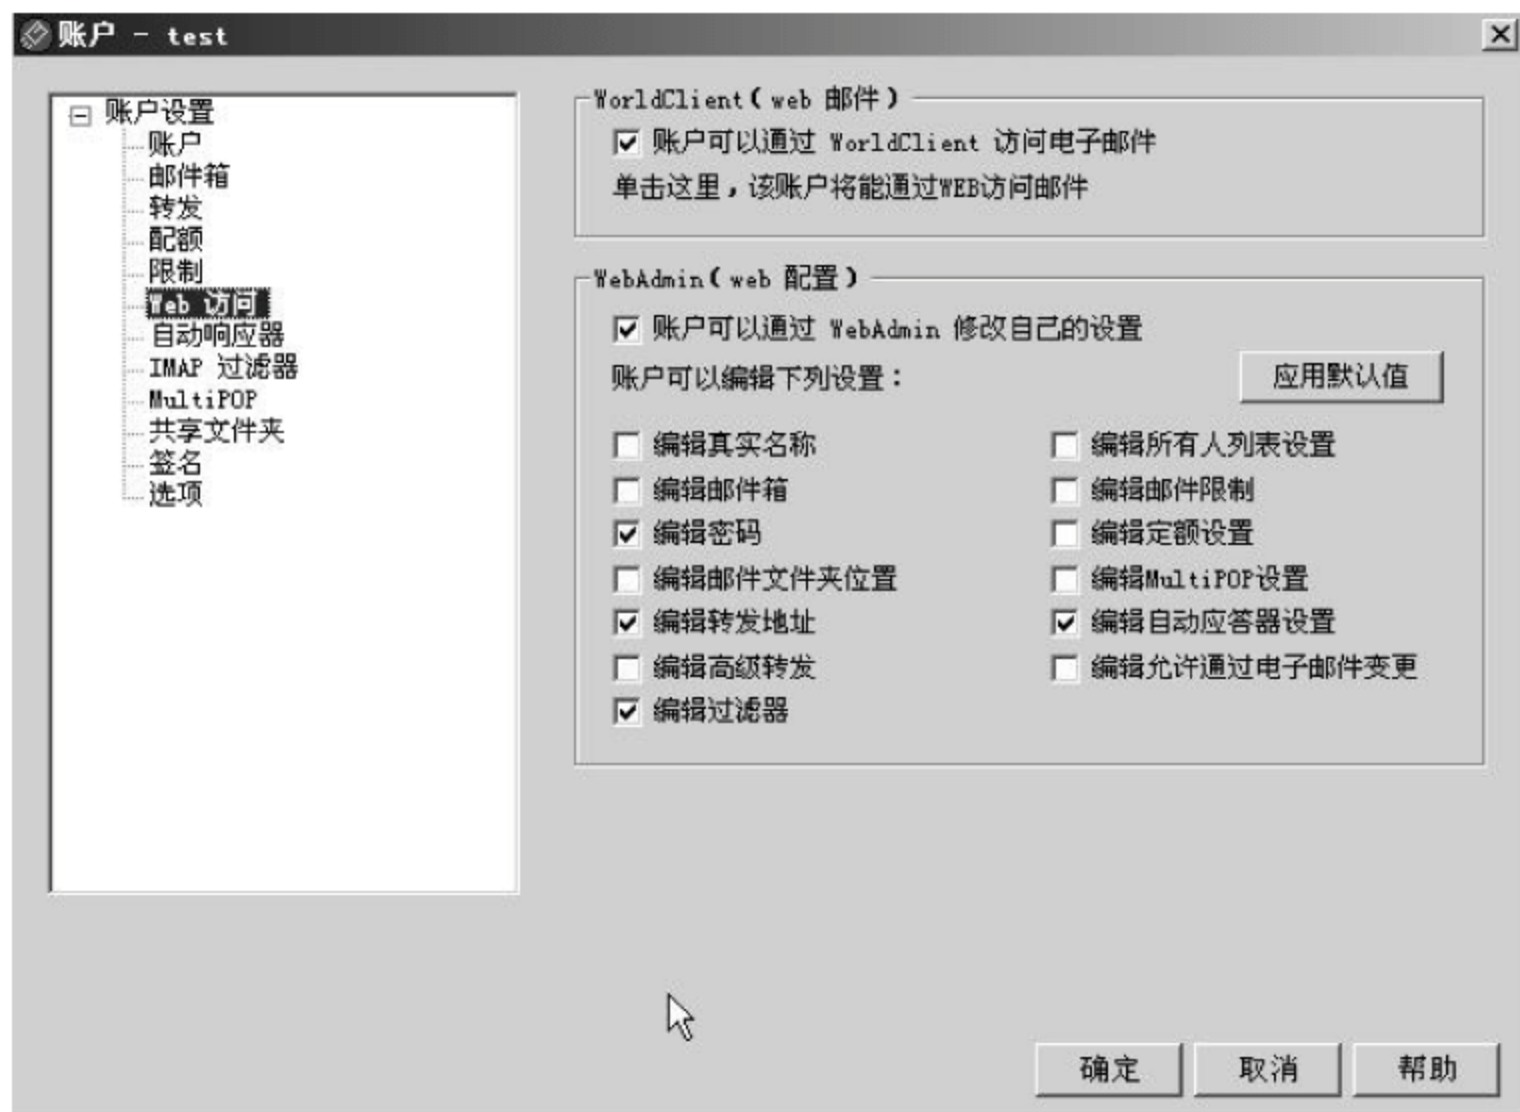 账户 - test
账户设置
账户
邮件箱
转发
配额
限制
Web 访问
自动响应器
IMAP 过滤器
MultiPOP
共享文件夹
签名
选项
WorldClient(web 邮件)
账户可以通过 WorldClient 访问电子邮件
单击这里,该账户将能通过WEB访问邮件
WebAdmin(web 配置)
账户可以通过 WebAdmin 修改自己的设置
账户可以编辑下列设置:
应用默认值
编辑真实名称
编辑所有人列表设置
编辑邮件箱
编辑邮件限制
编辑密码
编辑定额设置
编辑邮件文件夹位置
编辑MultiPOP设置
编辑转发地址
编辑自动应答器设置
编辑高级转发
编辑允许通过电子邮件变更
编辑过滤器
确定
取消
帮助